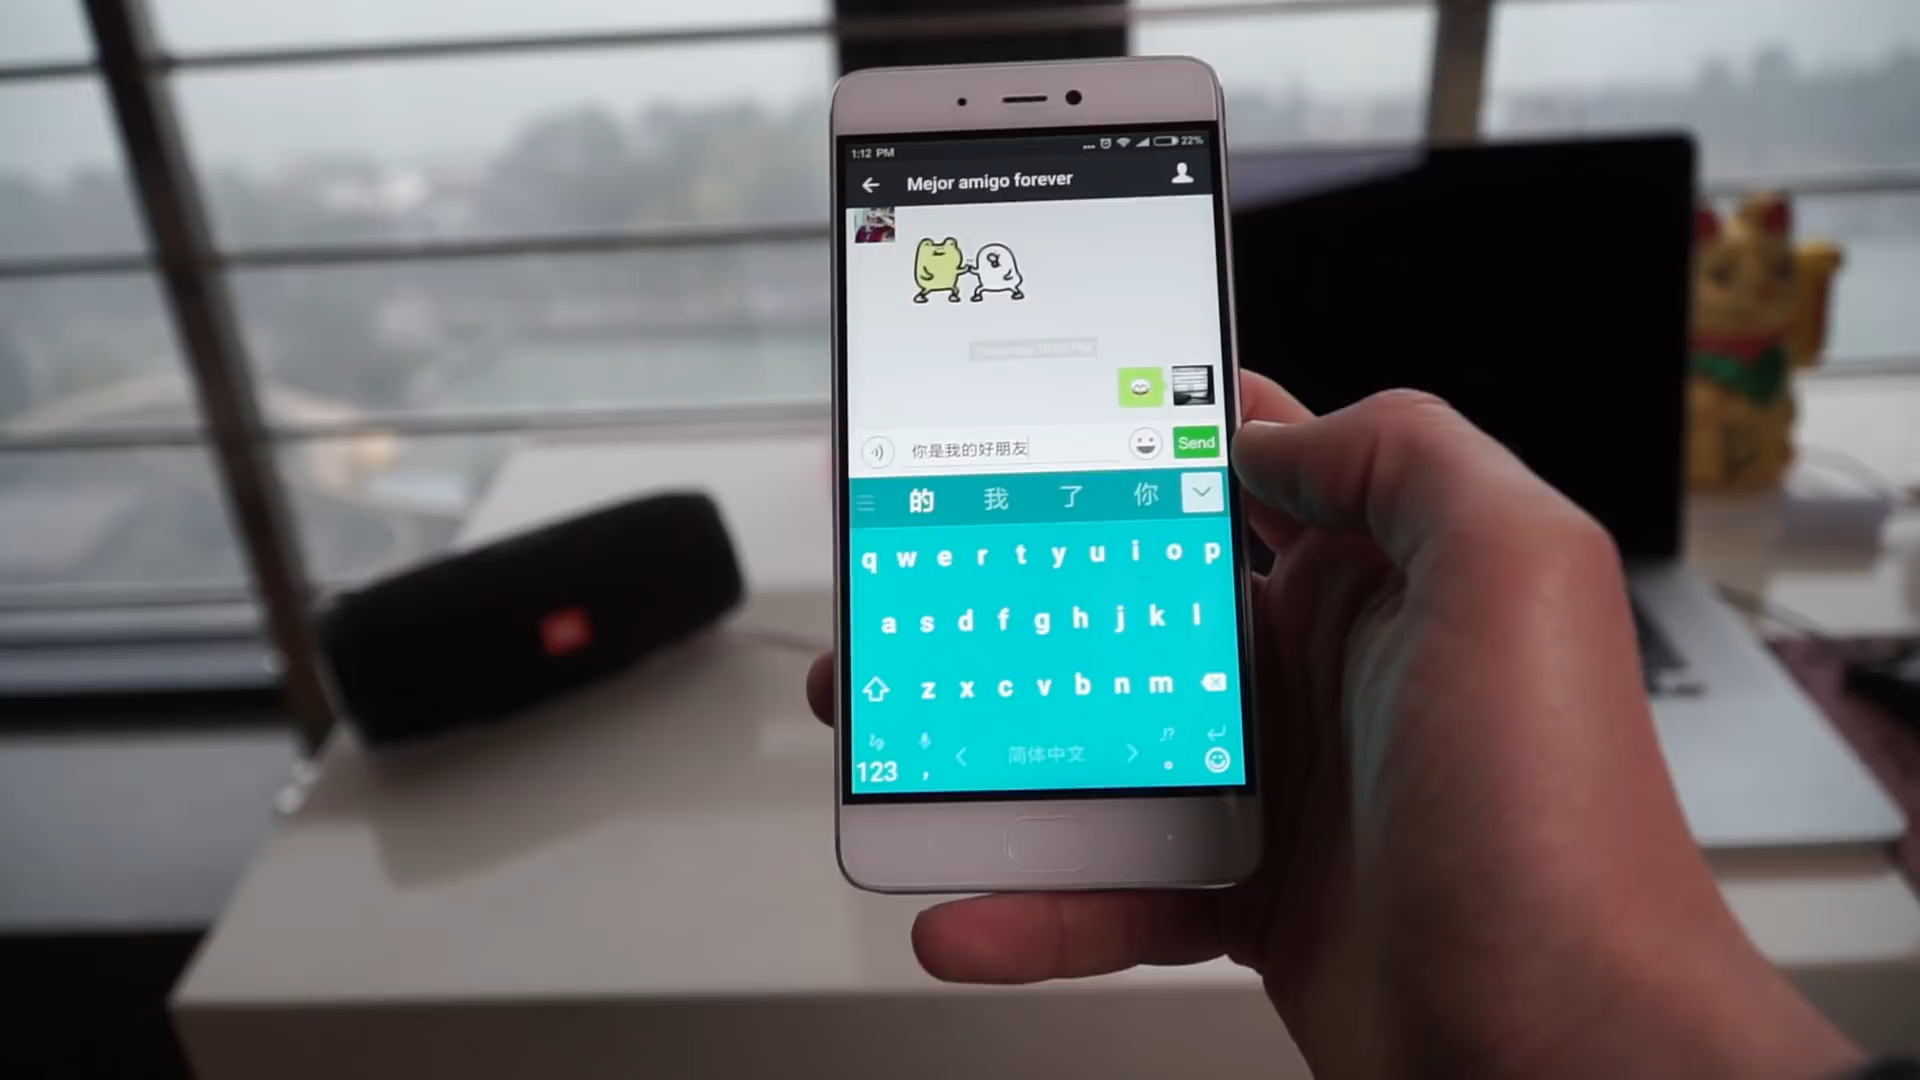 1:12 PM ... 22%
Mejor amigo forever
你是我的好朋友 Send
的 我 了 你
q w e r t y u i o p
a s d f g h j k l
z x c v b n m
123 , < 简体中文 > !? 。